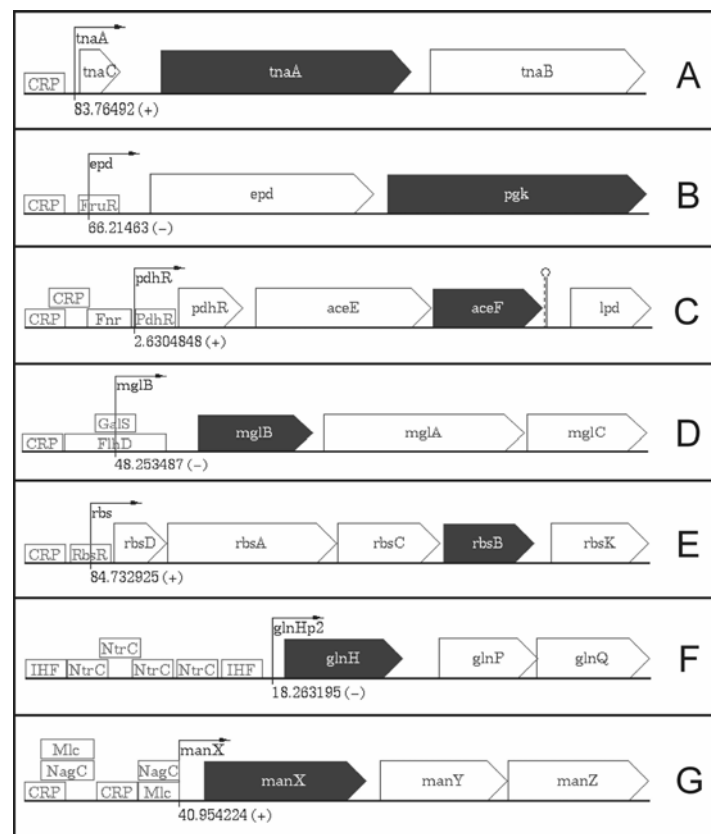 tnaA
CRP tnaC tnaA tnaB A
83.76492 (+)
epd
CRP FruR epd pgk B
66.21463 (−)
pdhR
CRP
CRP Fnr PdhR pdhR aceE aceF lpd C
2.6304848 (+)
mglB
GalS
CRP FlhD mglB mglA mglC D
48.253487 (−)
rbs
CRP RbsR rbsD rbsA rbsC rbsB rbsK E
84.732925 (+)
glnHp2
NtrC
IHF NtrC NtrC NtrC IHF glnH glnP glnQ F
18.263195 (−)
Mlc manX
NagC NagC
CRP CRP Mlc manX manY manZ G
40.954224 (+)